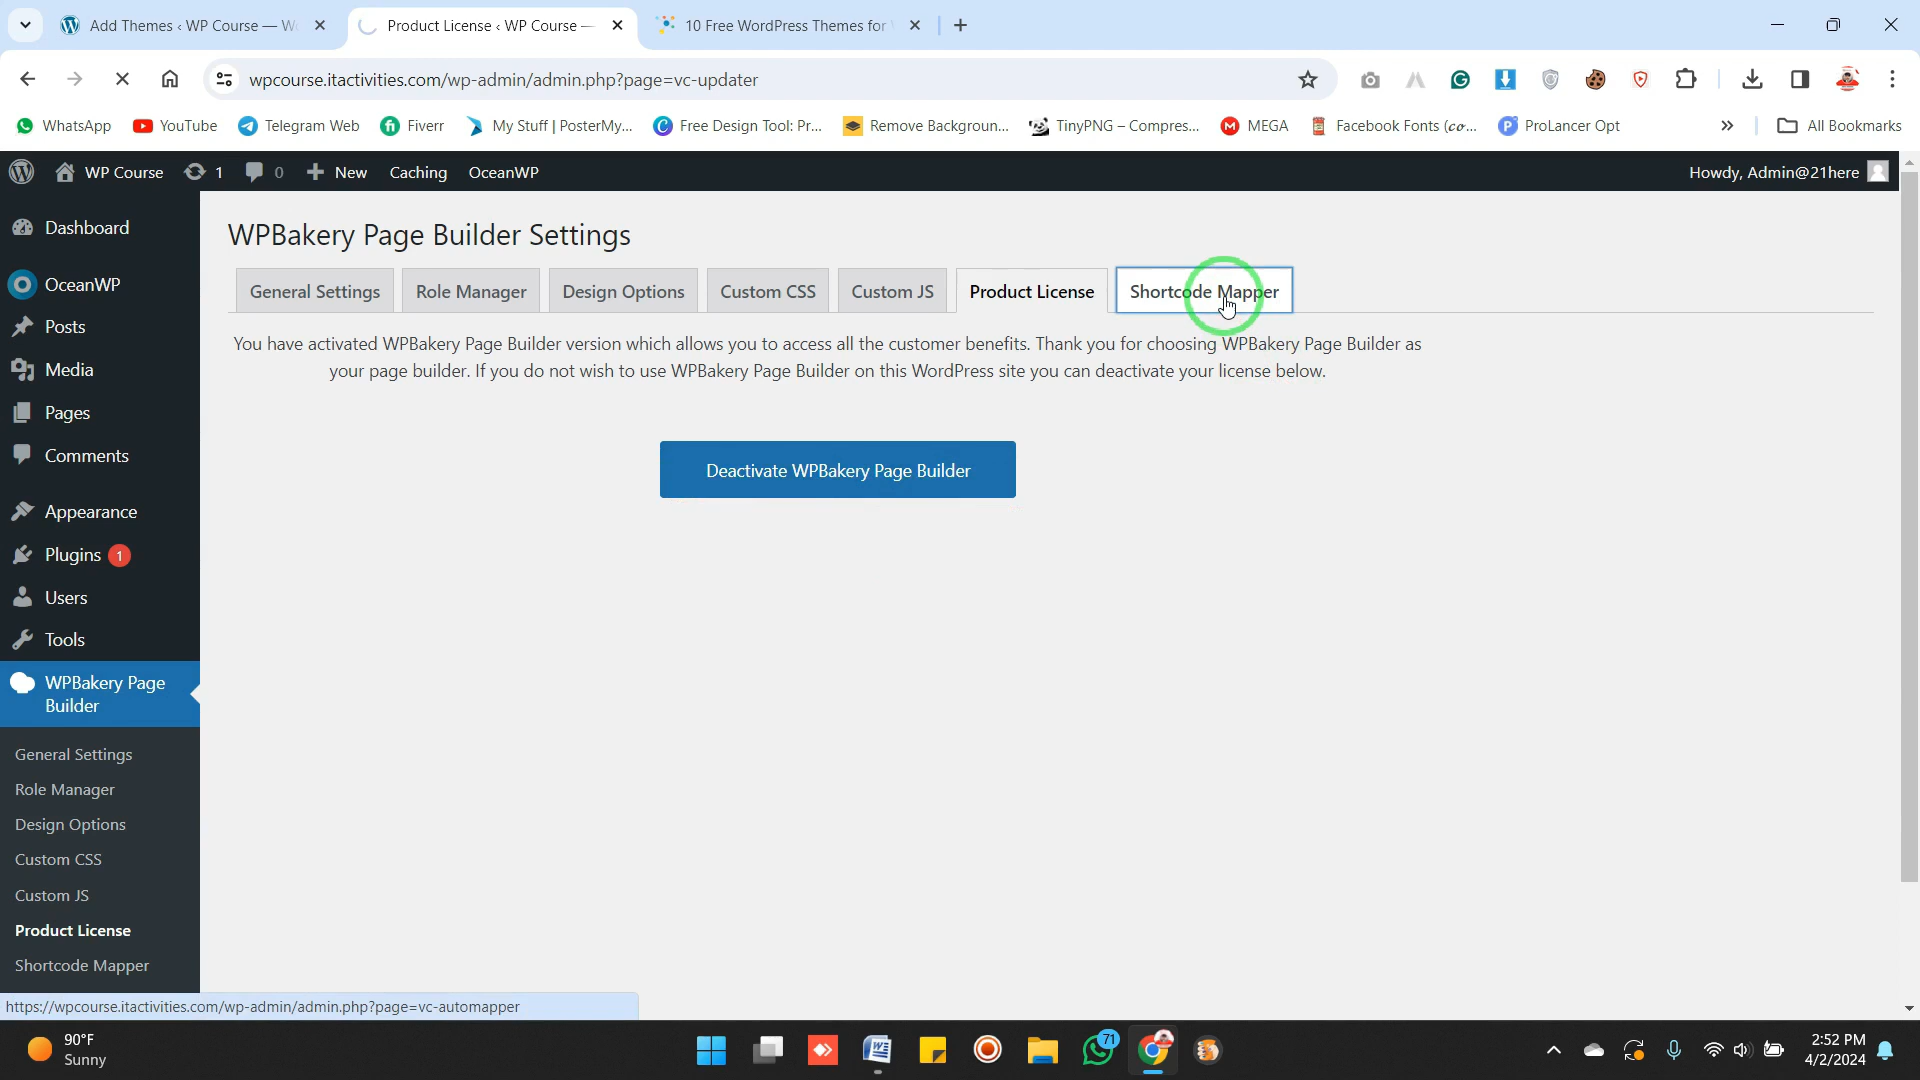 Add Themes ‹ WP Course — W
Product License ‹ WP Course —
10 Free WordPress Themes for
wpcourse.itactivities.com/wp-admin/admin.php?page=vc-updater
WhatsApp
YouTube
Telegram Web
Fiverr
My Stuff | PosterMy...
Free Design Tool: Pr...
Remove Backgroun...
TinyPNG – Compres...
MEGA
Facebook Fonts (co...
ProLancer Opt
All Bookmarks
WP Course
1
0
New
Caching
OceanWP
Howdy, Admin@21here
Dashboard
OceanWP
Posts
Media
Pages
Comments
Appearance
Plugins 1
Users
Tools
WPBakery Page
Builder
General Settings
Role Manager
Design Options
Custom CSS
Custom JS
Product License
Shortcode Mapper
WPBakery Page Builder Settings
General Settings
Role Manager
Design Options
Custom CSS
Custom JS
Product License
Shortcode Mapper
You have activated WPBakery Page Builder version which allows you to access all the customer benefits. Thank you for choosing WPBakery Page Builder as
your page builder. If you do not wish to use WPBakery Page Builder on this WordPress site you can deactivate your license below.
Deactivate WPBakery Page Builder
https://wpcourse.itactivities.com/wp-admin/admin.php?page=vc-automapper
90°F
Sunny
71
2:52 PM
4/2/2024